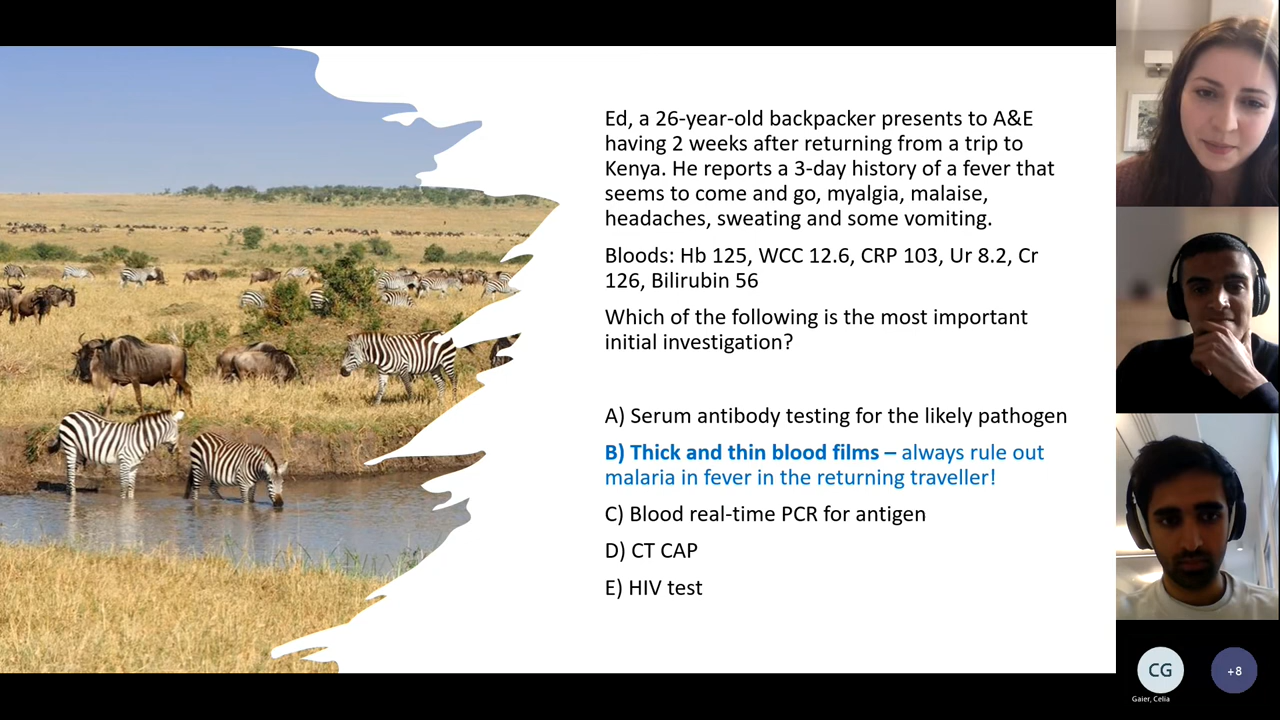 Ed, a 26-year-old backpacker presents to A&E
having 2 weeks after returning from a trip to
Kenya. He reports a 3-day history of a fever that
seems to come and go, myalgia, malaise,
headaches, sweating and some vomiting.
Bloods: Hb 125, WCC 12.6, CRP 103, Ur 8.2, Cr
126, Bilirubin 56
Which of the following is the most important
initial investigation?
A) Serum antibody testing for the likely pathogen
B) Thick and thin blood films – always rule out
malaria in fever in the returning traveller!
C) Blood real-time PCR for antigen
D) CT CAP
E) HIV test
CG
+8
Gaier, Celia